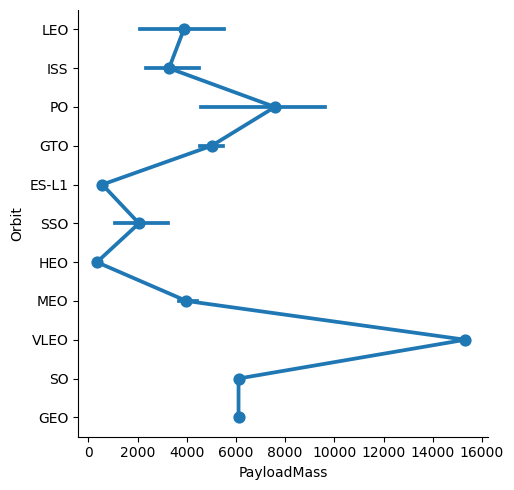 LEO
ISS
PO
GTO
ES-L1
SSO
HEO
MEO
VLEO
SO
GEO
Orbit
0 2000 4000 6000 8000 10000 12000 14000 16000
PayloadMass